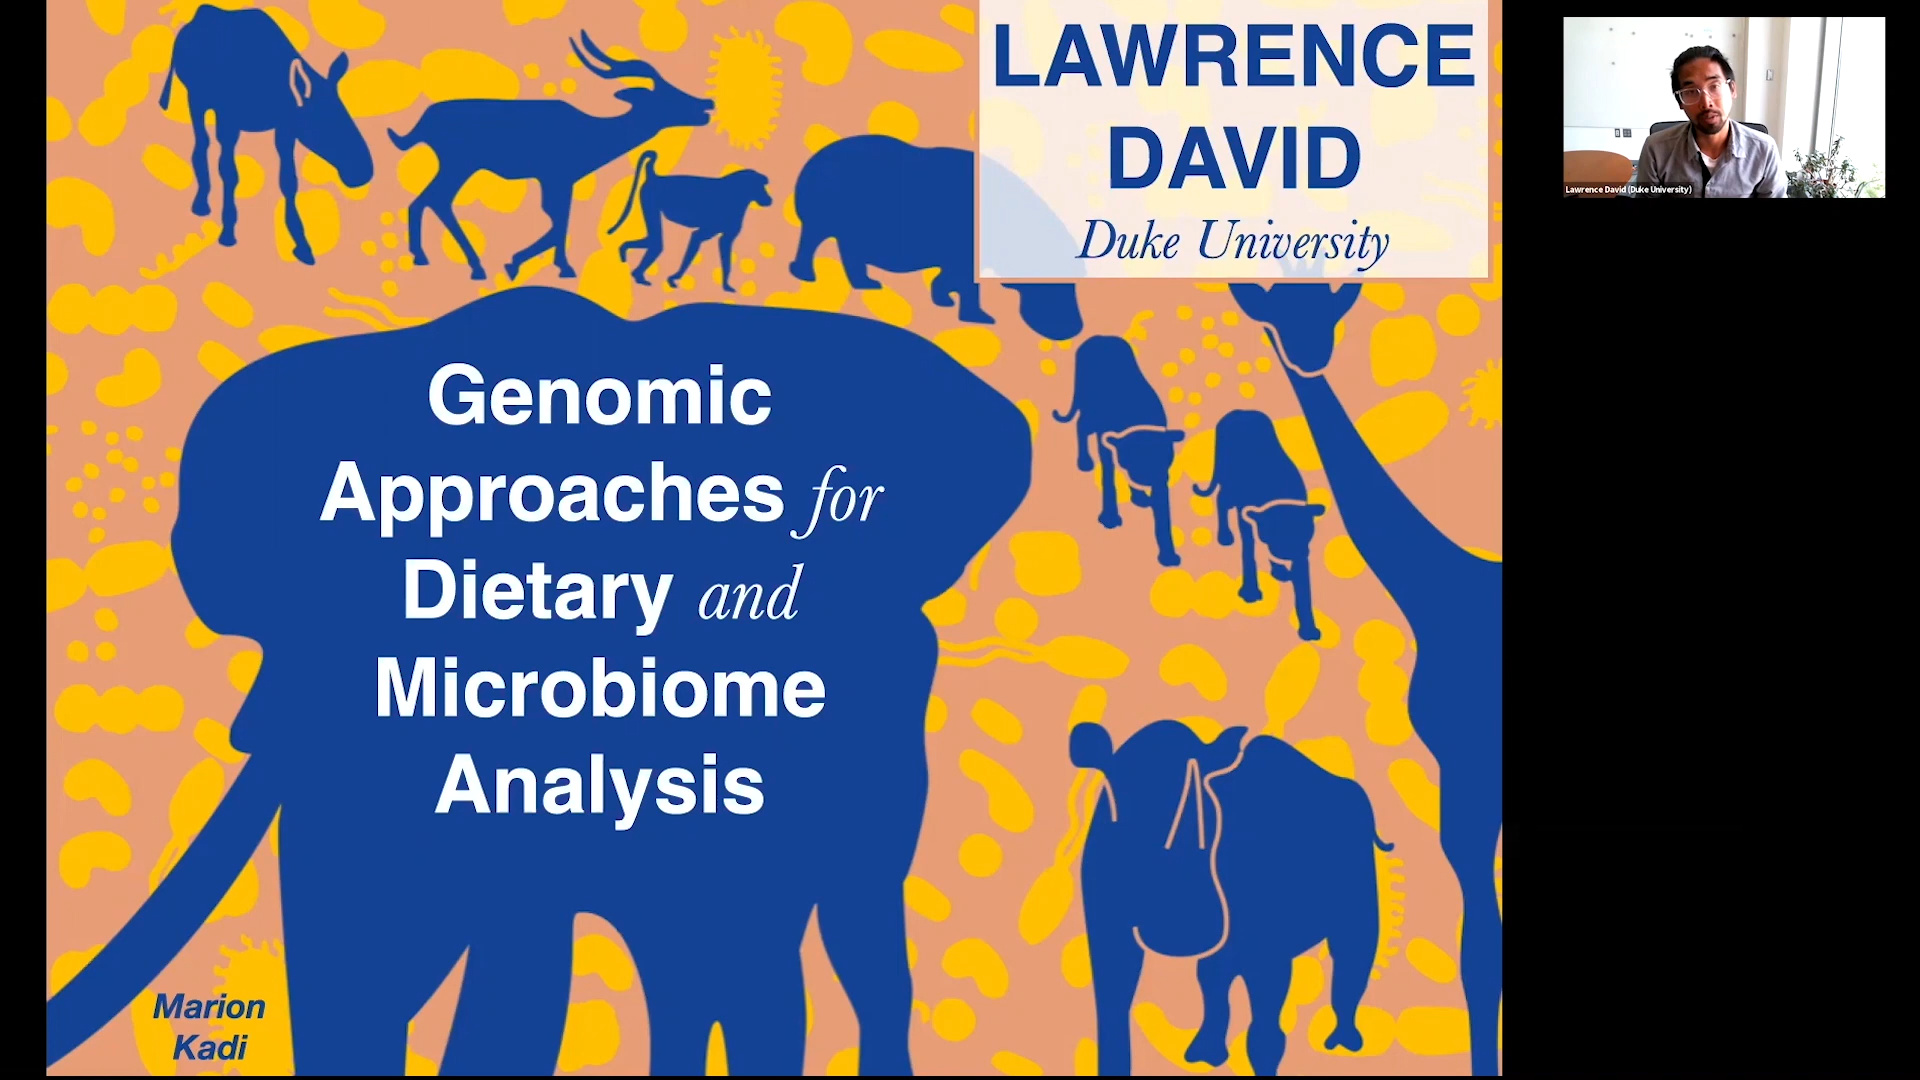 LAWRENCE
DAVID
Duke University
Genomic
Approaches for
Dietary and
Microbiome
Analysis
Marion
Kadi
Lawrence David (Duke University)